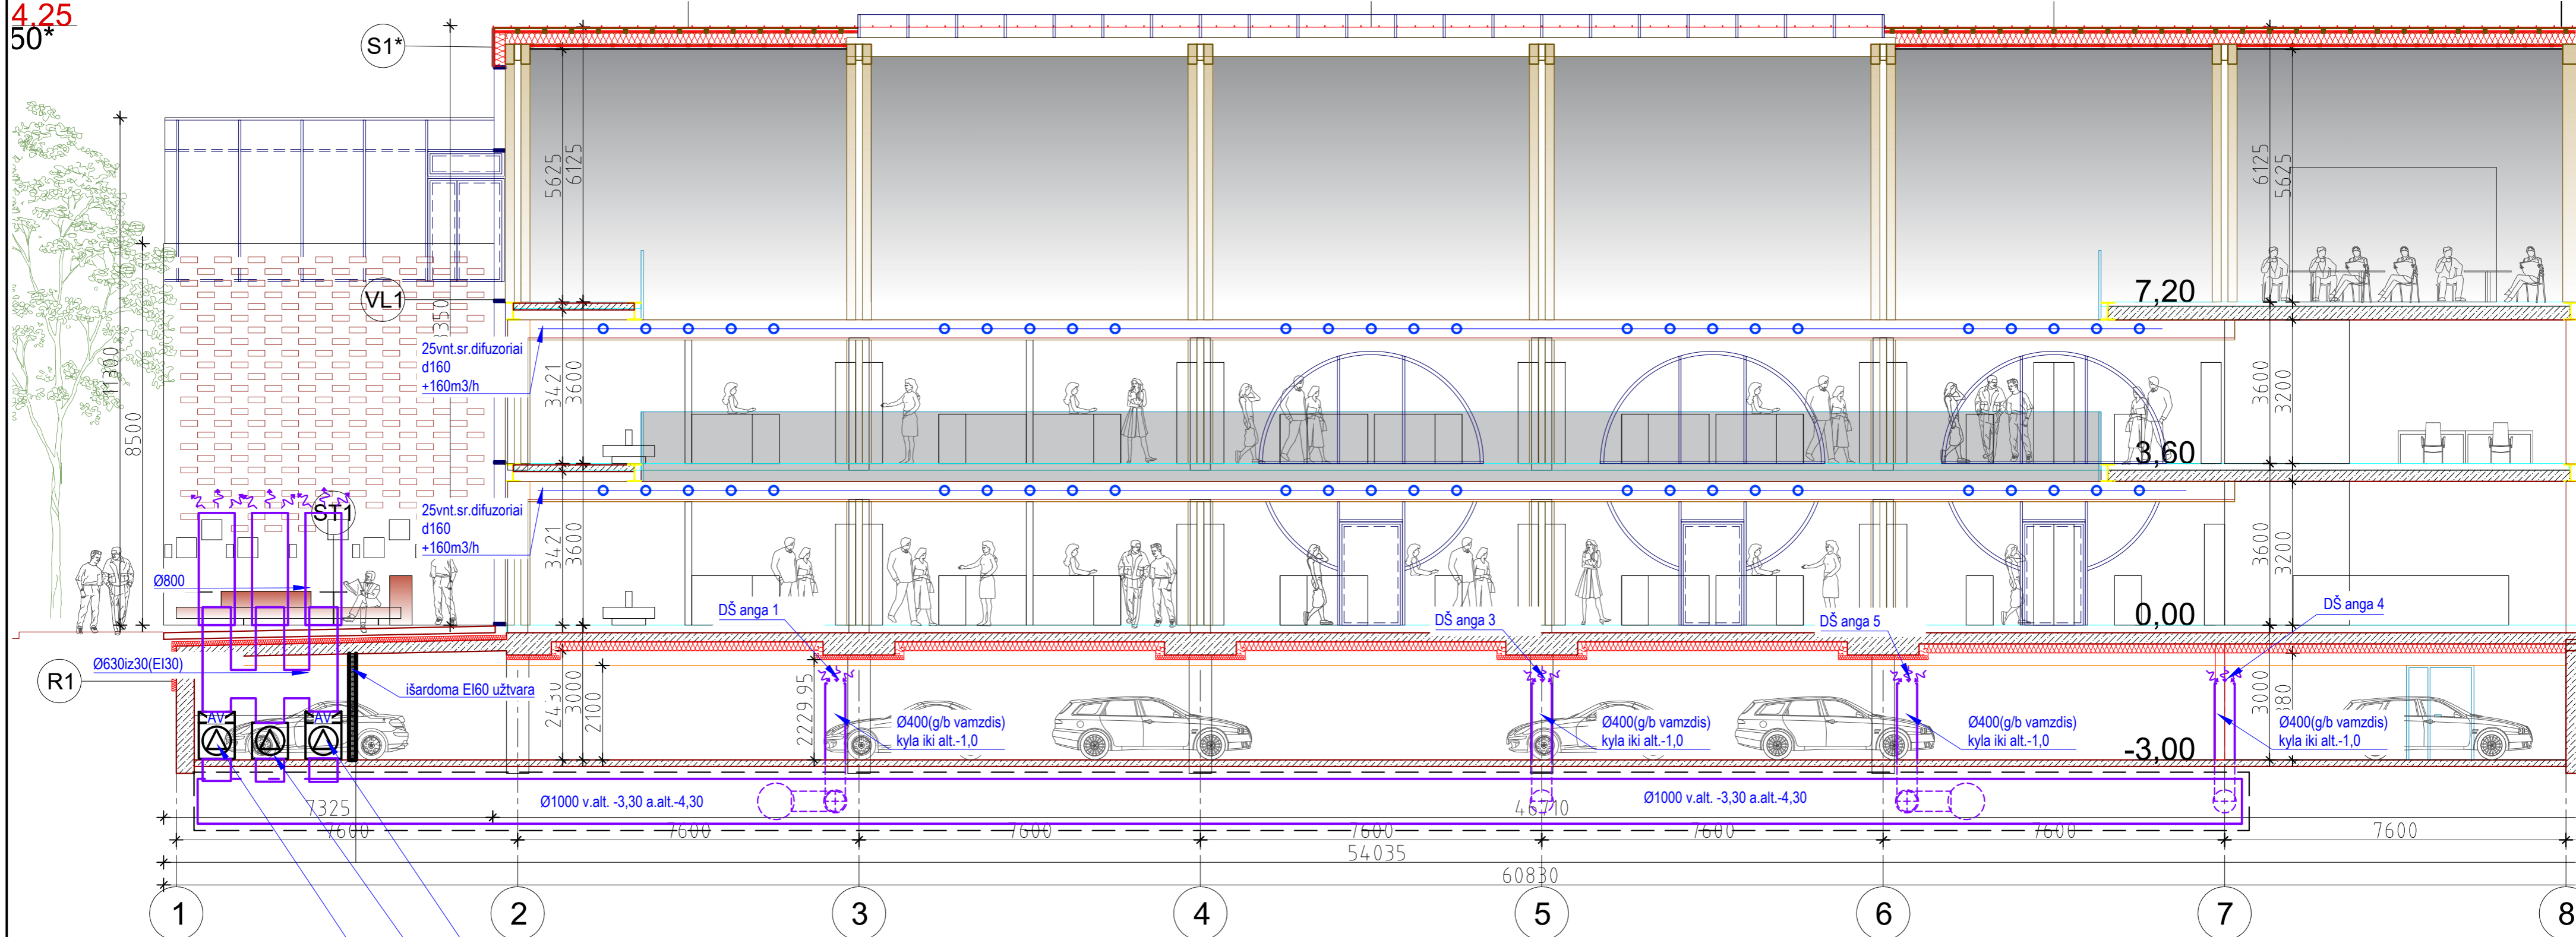 4.25
50*
S1*
5625
6125
6125
5625
11300
8500
VL1
3350
7,20
25vnt.sr.difuzoriai
d160
+160m3/h
3421
3600
3600
3200
3,60
25vnt.sr.difuzoriai
d160
+160m3/h
ST1
3421
3600
3600
3200
Ø800
DŠ anga 1
DŠ anga 3
DŠ anga 5
DŠ anga 4
0,00
Ø630iz30(EI30)
R1
išardoma EI60 užtvara
2430
3000
2100
2229.95
Ø400(g/b vamzdis)
kyla iki alt.-1,0
Ø400(g/b vamzdis)
kyla iki alt.-1,0
Ø400(g/b vamzdis)
kyla iki alt.-1,0
Ø400(g/b vamzdis)
kyla iki alt.-1,0
3000
AV
AV
-3,00
Ø1000 v.alt. -3,30 a.alt.-4,30
Ø1000 v.alt. -3,30 a.alt.-4,30
7325
46710
7600
7600
7600
7600
7600
7600
7600
54035
60830
1
2
3
4
5
6
7
8